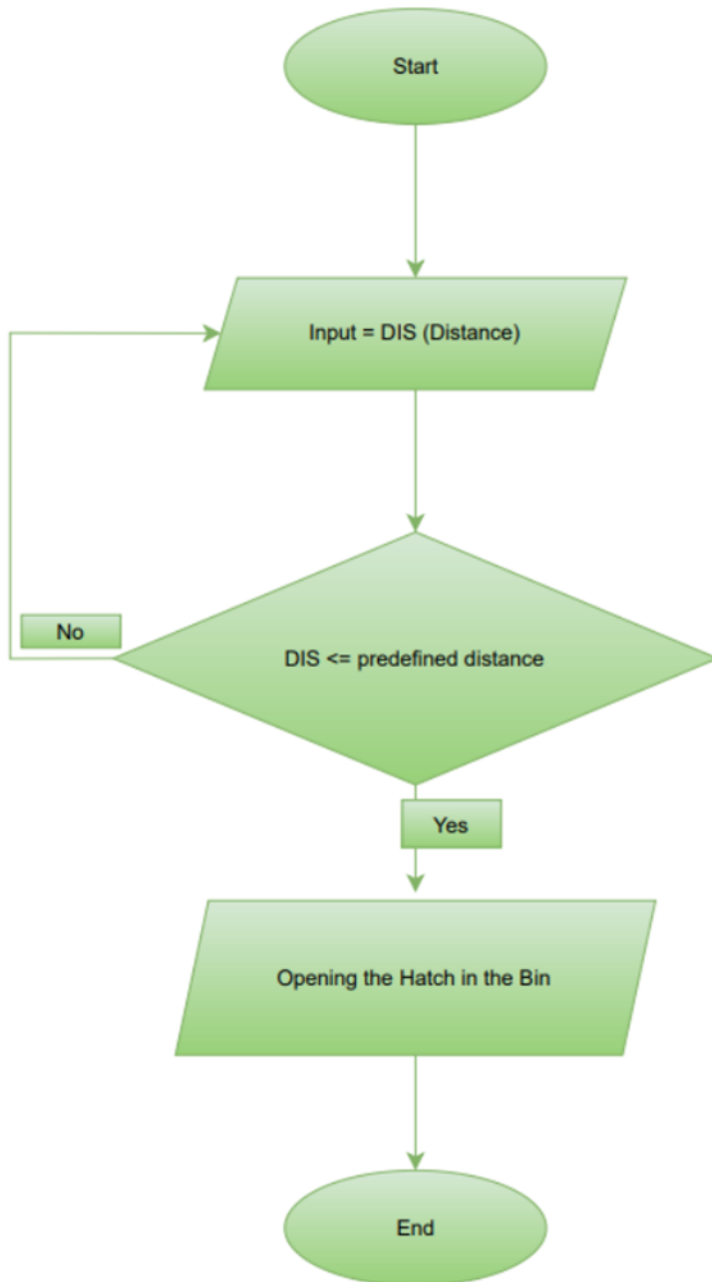 Start
Input = DIS (Distance)
No
DIS <= predefined distance
Yes
Opening the Hatch in the Bin
End